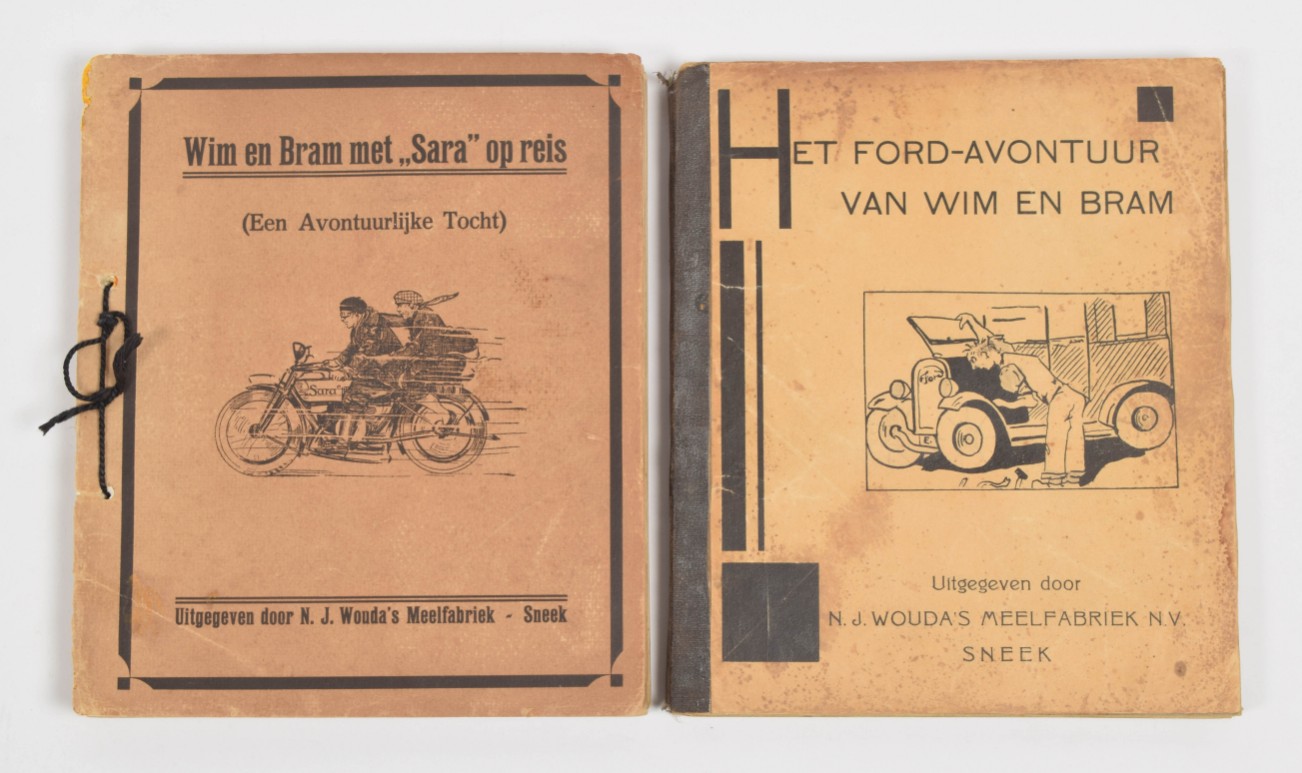 Wim en Bram met „Sara” op reis
(Een Avontuurlijke Tocht)
"Sara"
Uitgegeven door N. J. Wouda's Meelfabriek - Sneek
HET FORD-AVONTUUR
VAN WIM EN BRAM
Ford
Uitgegeven door
N. J. WOUDA'S MEELFABRIEK N.V.
SNEEK